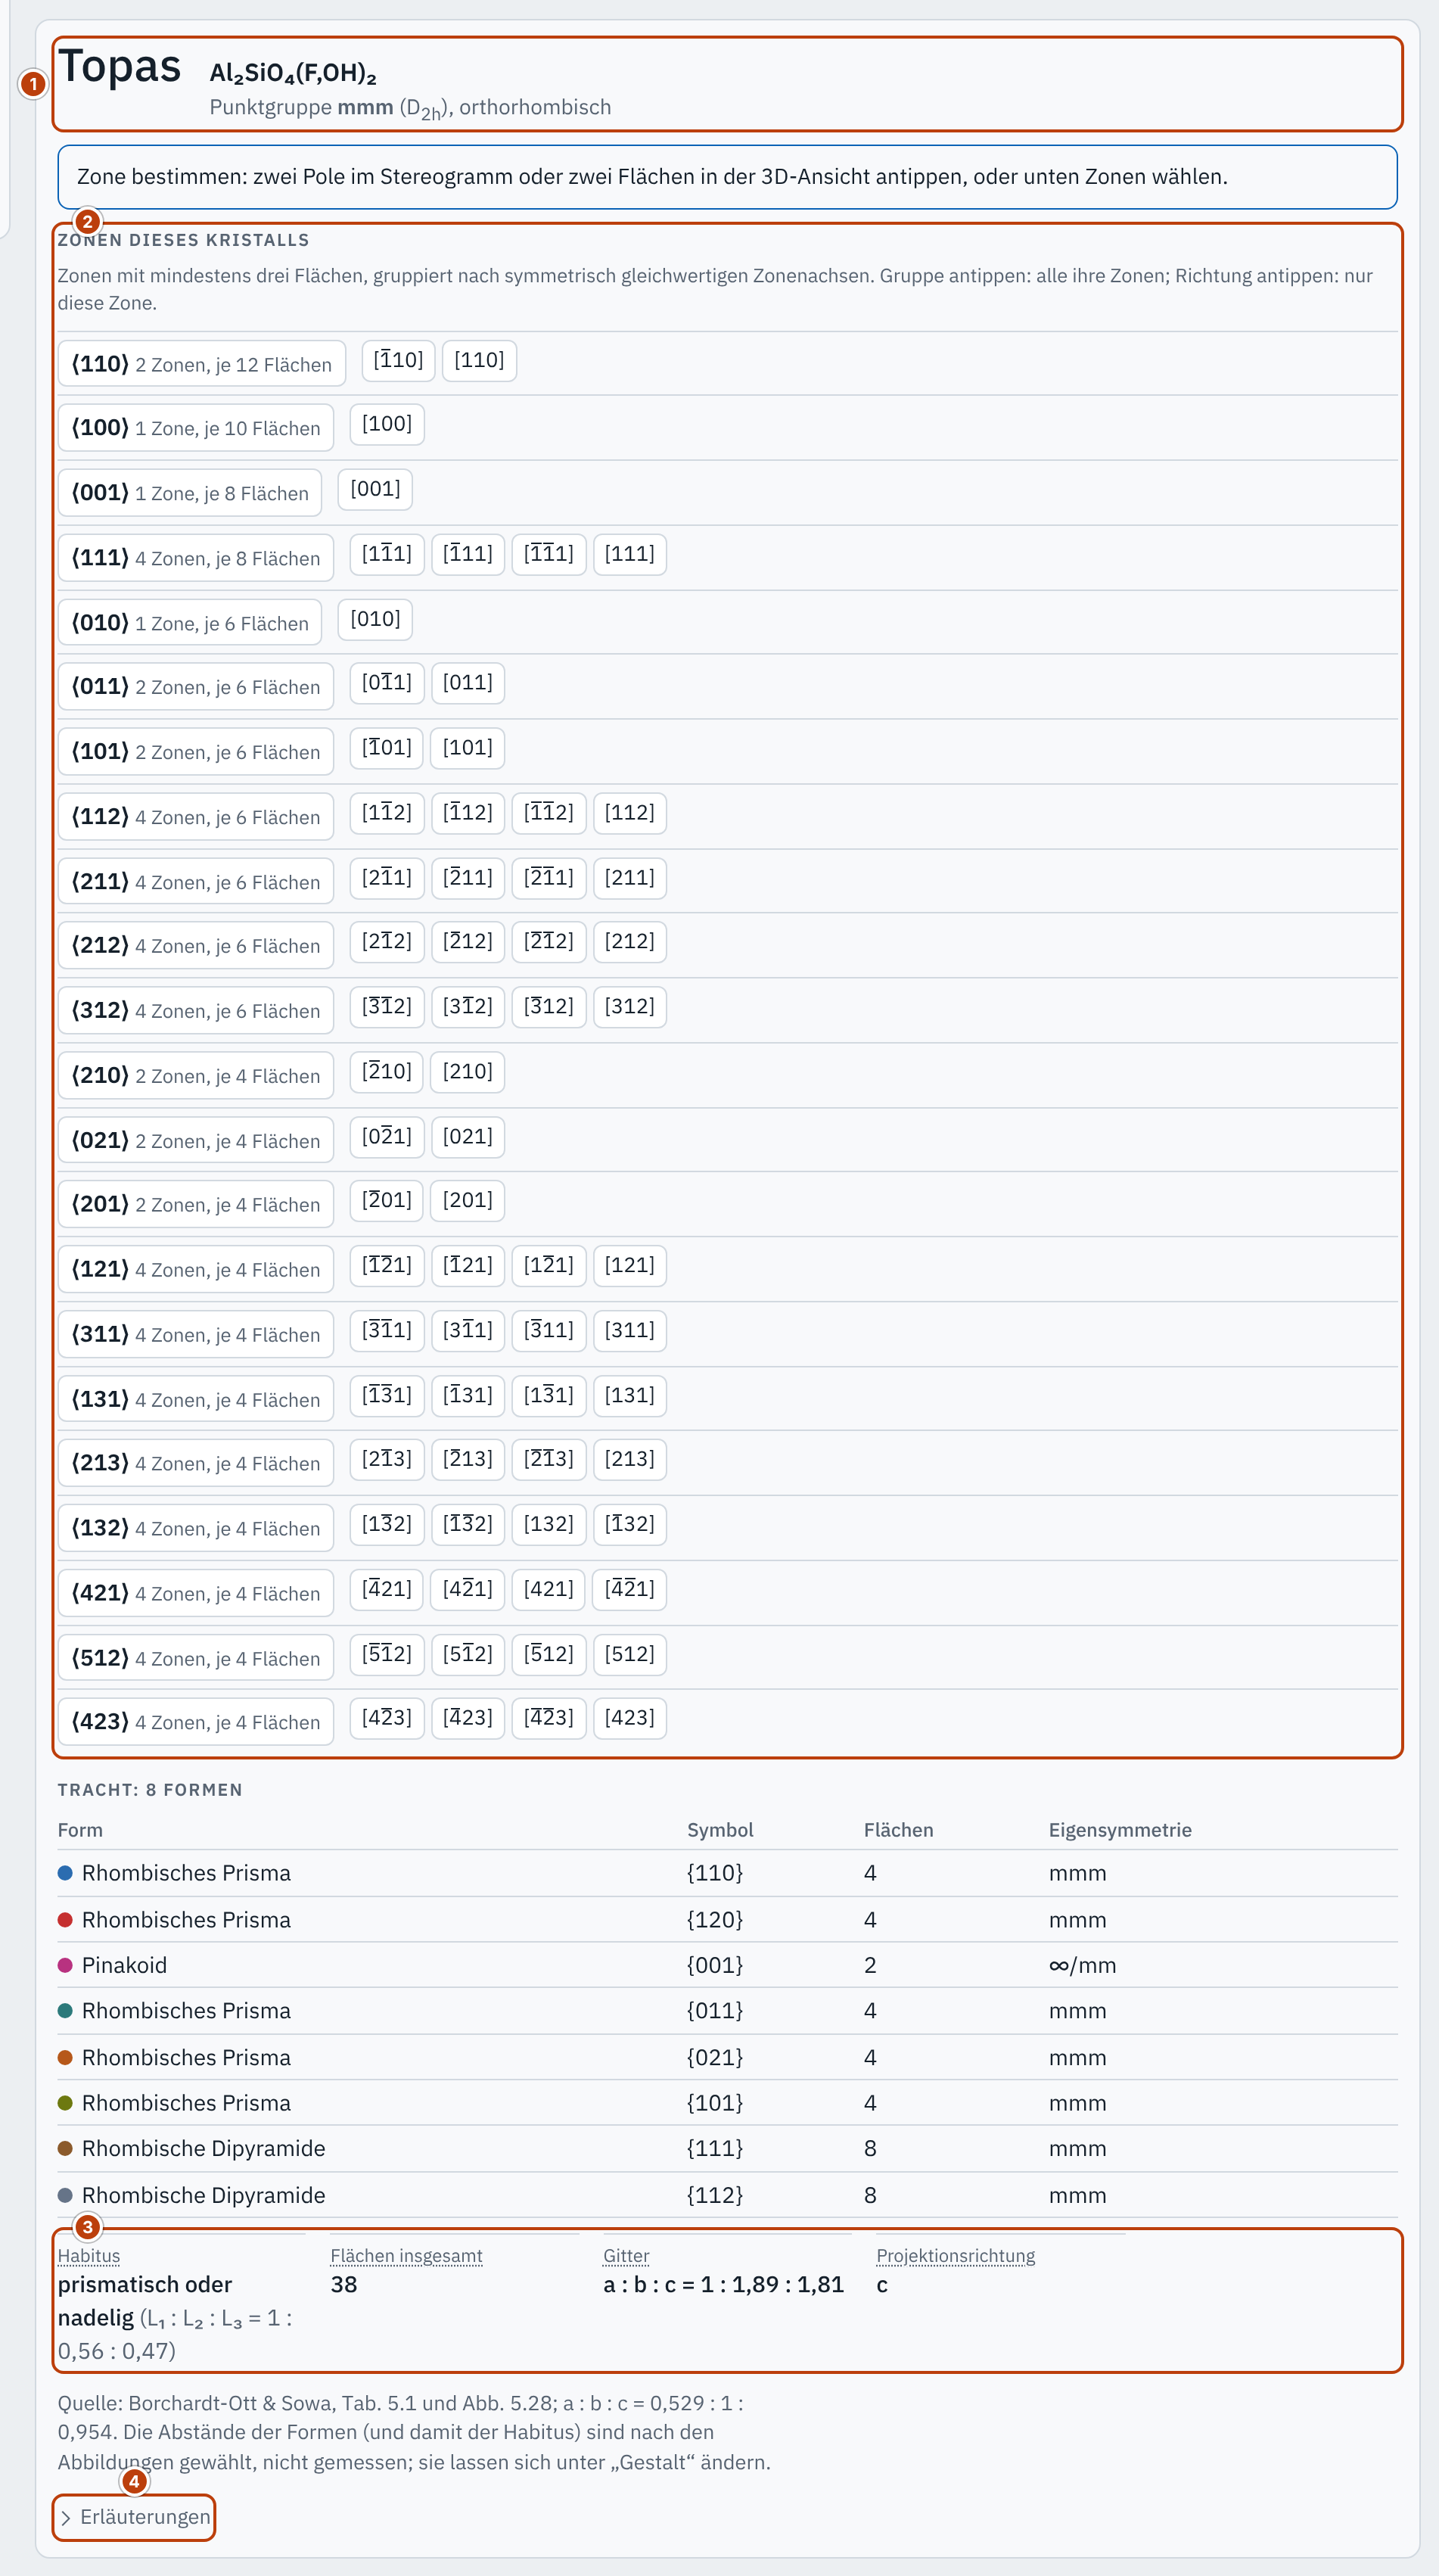 1
Topas Al₂SiO₄(F,OH)₂
Punktgruppe mmm (D₂ₕ), orthorhombisch
Zone bestimmen: zwei Pole im Stereogramm oder zwei Flächen in der 3D-Ansicht antippen, oder unten Zonen wählen.
2
ZONEN DIESES KRISTALLS
Zonen mit mindestens drei Flächen, gruppiert nach symmetrisch gleichwertigen Zonenachsen. Gruppe antippen: alle ihre Zonen; Richtung antippen: nur
diese Zone.
⟨110⟩ 2 Zonen, je 12 Flächen [1̅10] [110]
⟨100⟩ 1 Zone, je 10 Flächen [100]
⟨001⟩ 1 Zone, je 8 Flächen [001]
⟨111⟩ 4 Zonen, je 8 Flächen [11̅1] [1̅11] [1̅1̅1] [111]
⟨010⟩ 1 Zone, je 6 Flächen [010]
⟨011⟩ 2 Zonen, je 6 Flächen [01̅1] [011]
⟨101⟩ 2 Zonen, je 6 Flächen [1̅01] [101]
⟨112⟩ 4 Zonen, je 6 Flächen [11̅2] [1̅12] [1̅1̅2] [112]
⟨211⟩ 4 Zonen, je 6 Flächen [21̅1] [2̅11] [2̅1̅1] [211]
⟨212⟩ 4 Zonen, je 6 Flächen [21̅2] [2̅12] [2̅1̅2] [212]
⟨312⟩ 4 Zonen, je 6 Flächen [3̅1̅2] [31̅2] [3̅12] [312]
⟨210⟩ 2 Zonen, je 4 Flächen [2̅10] [210]
⟨021⟩ 2 Zonen, je 4 Flächen [02̅1] [021]
⟨201⟩ 2 Zonen, je 4 Flächen [2̅01] [201]
⟨121⟩ 4 Zonen, je 4 Flächen [1̅2̅1] [1̅21] [12̅1] [121]
⟨311⟩ 4 Zonen, je 4 Flächen [3̅1̅1] [31̅1] [3̅11] [311]
⟨131⟩ 4 Zonen, je 4 Flächen [1̅3̅1] [1̅31] [13̅1] [131]
⟨213⟩ 4 Zonen, je 4 Flächen [21̅3] [2̅13] [2̅1̅3] [213]
⟨132⟩ 4 Zonen, je 4 Flächen [13̅2] [1̅3̅2] [132] [1̅32]
⟨421⟩ 4 Zonen, je 4 Flächen [4̅21] [42̅1] [421] [4̅2̅1]
⟨512⟩ 4 Zonen, je 4 Flächen [5̅1̅2] [51̅2] [5̅12] [512]
⟨423⟩ 4 Zonen, je 4 Flächen [42̅3] [4̅23] [4̅2̅3] [423]
TRACHT: 8 FORMEN
Form Symbol Flächen Eigensymmetrie
Rhombisches Prisma {110} 4 mmm
Rhombisches Prisma {120} 4 mmm
Pinakoid {001} 2 ∞/mm
Rhombisches Prisma {011} 4 mmm
Rhombisches Prisma {021} 4 mmm
Rhombisches Prisma {101} 4 mmm
Rhombische Dipyramide {111} 8 mmm
Rhombische Dipyramide {112} 8 mmm
3
Habitus Flächen insgesamt Gitter Projektionsrichtung
prismatisch oder 38 a : b : c = 1 : 1,89 : 1,81 c
nadelig (L₁ : L₂ : L₃ = 1 :
0,56 : 0,47)
Quelle: Borchardt-Ott & Sowa, Tab. 5.1 und Abb. 5.28; a : b : c = 0,529 : 1 :
0,954. Die Abstände der Formen (und damit der Habitus) sind nach den
Abbildungen gewählt, nicht gemessen; sie lassen sich unter „Gestalt“ ändern.
4
Erläuterungen